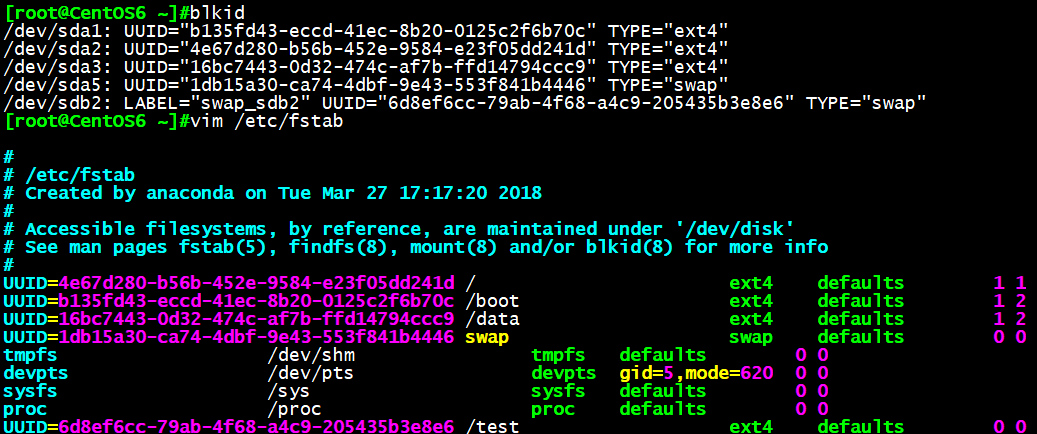 [root@CentOS6 ~]#blkid
/dev/sda1: UUID="b135fd43-eccd-41ec-8b20-0125c2f6b70c" TYPE="ext4"
/dev/sda2: UUID="4e67d280-b56b-452e-9584-e23f05dd241d" TYPE="ext4"
/dev/sda3: UUID="16bc7443-0d32-474c-af7b-ffd14794ccc9" TYPE="ext4"
/dev/sda5: UUID="1db15a30-ca74-4dbf-9e43-553f841b4446" TYPE="swap"
/dev/sdb2: LABEL="swap_sdb2" UUID="6d8ef6cc-79ab-4f68-a4c9-205435b3e8e6" TYPE="swap"
[root@CentOS6 ~]#vim /etc/fstab
#
# /etc/fstab
# Created by anaconda on Tue Mar 27 17:17:20 2018
#
# Accessible filesystems, by reference, are maintained under '/dev/disk'
# See man pages fstab(5), findfs(8), mount(8) and/or blkid(8) for more info
#
UUID=4e67d280-b56b-452e-9584-e23f05dd241d /                       ext4    defaults        1 1
UUID=b135fd43-eccd-41ec-8b20-0125c2f6b70c /boot                   ext4    defaults        1 2
UUID=16bc7443-0d32-474c-af7b-ffd14794ccc9 /data                   ext4    defaults        1 2
UUID=1db15a30-ca74-4dbf-9e43-553f841b4446 swap                    swap    defaults        0 0
tmpfs                   /dev/shm                tmpfs   defaults        0 0
devpts                  /dev/pts                devpts  gid=5,mode=620  0 0
sysfs                   /sys                    sysfs   defaults        0 0
proc                    /proc                   proc    defaults        0 0
UUID=6d8ef6cc-79ab-4f68-a4c9-205435b3e8e6 /test                   ext4    defaults        0 0